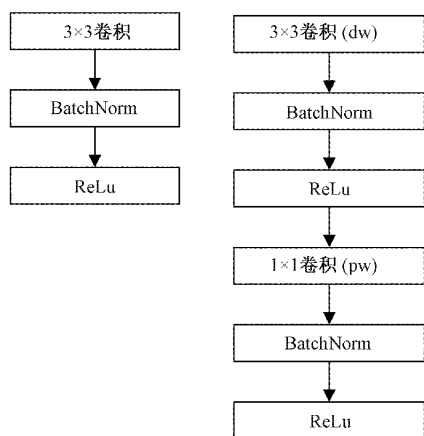 3×3卷积
BatchNorm
ReLu
3×3卷积(dw)
BatchNorm
ReLu
1×1卷积(pw)
BatchNorm
ReLu